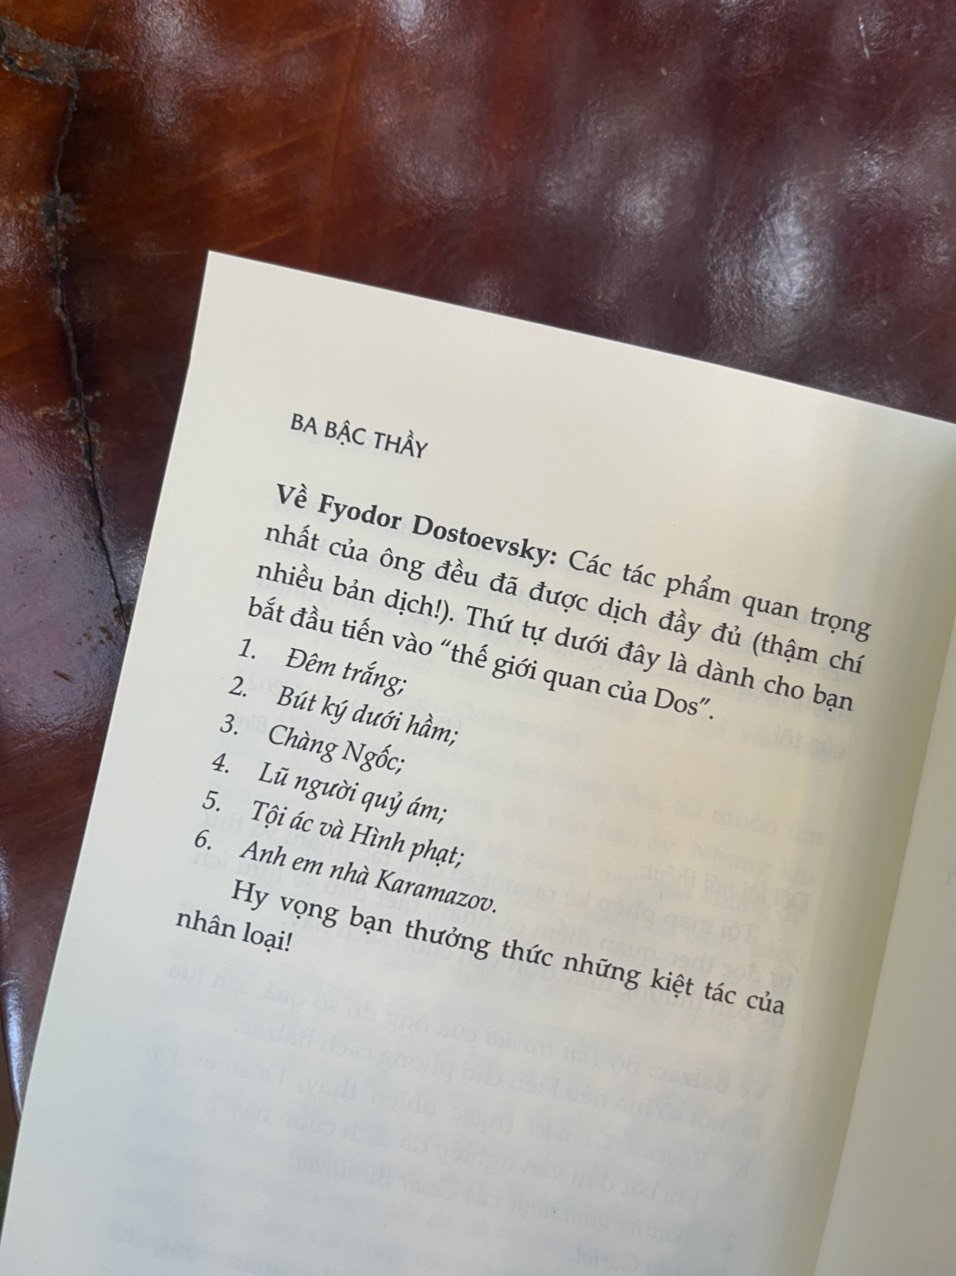 BA BẬC THẦY
Về Fyodor Dostoevsky: Các tác phẩm quan trọng
nhất của ông đều đã được dịch đầy đủ (thậm chí
nhiều bản dịch!). Thứ tự dưới đây là dành cho bạn
bắt đầu tiến vào “thế giới quan của Dos”.
1. Đêm trắng;
2. Bút ký dưới hầm;
3. Chàng Ngốc;
4. Lũ người quỷ ám;
5. Tội ác và Hình phạt;
6. Anh em nhà Karamazov.
Hy vọng bạn thưởng thức những kiệt tác của
nhân loại!